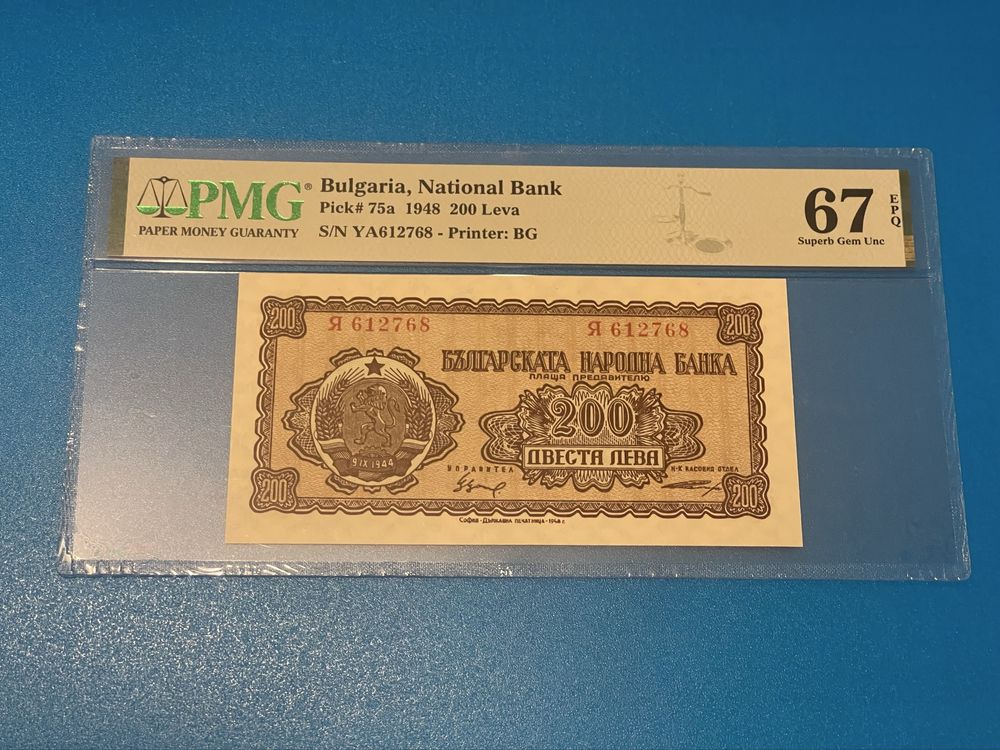 PMG®
PAPER MONEY GUARANTY
Bulgaria, National Bank
Pick# 75a 1948 200 Leva
S/N YA612768 - Printer: BG
67
EPQ
Superb Gem Unc
200
200
Я 612768
Я 612768
БЪЛГАРСКАТА НАРОДНА БАНКА
ПЛАЩА ПРЕДЯВИТЕЛЮ
200
ДВЕСТА ЛЕВА
9 IX 1944
УПРАВИТЕЛ
Н-К КАСОВИЯ ОТДЕЛ
200
200
СОФИЯ - ДЪРЖАВНА ПЕЧАТНИЦА - 1948 г.